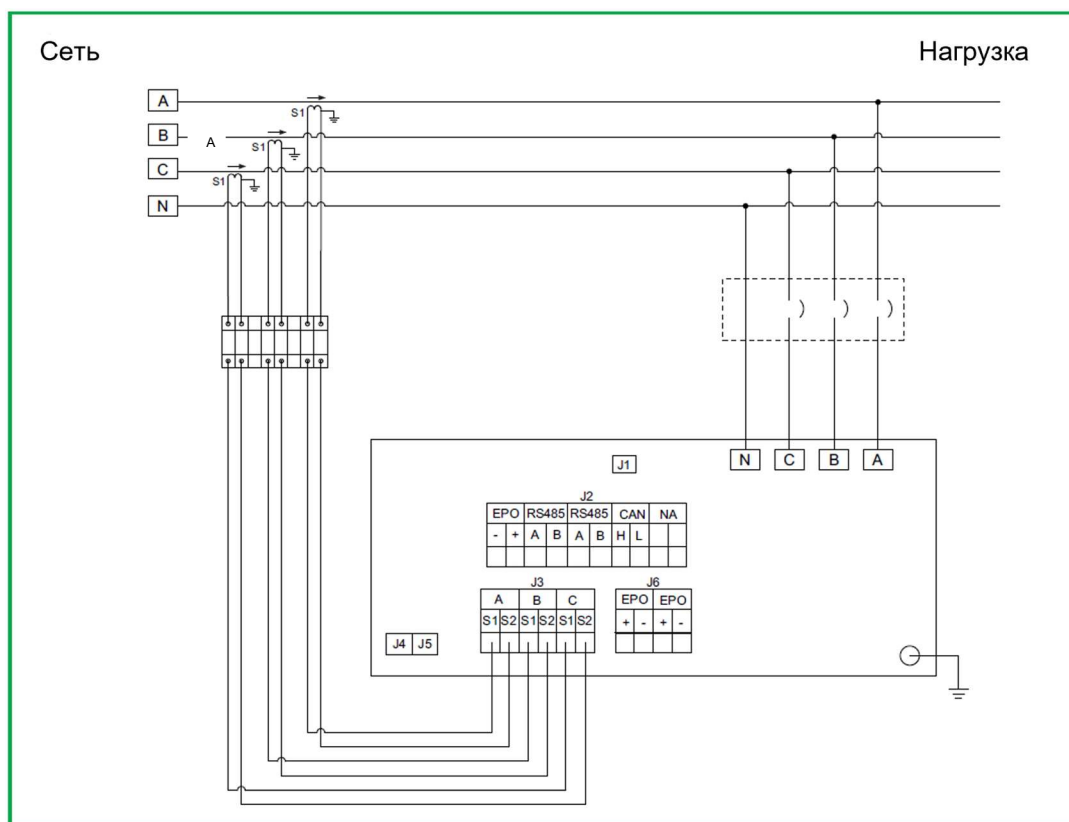 Сеть Нагрузка
A
S1
B A
S1
C
S1
N
N C B A
J1
J2
EPO RS485 RS485 CAN NA
- + A B A B H L
J3 J6
A B C EPO EPO
S1 S2 S1 S2 S1 S2 + - + -
J4 J5